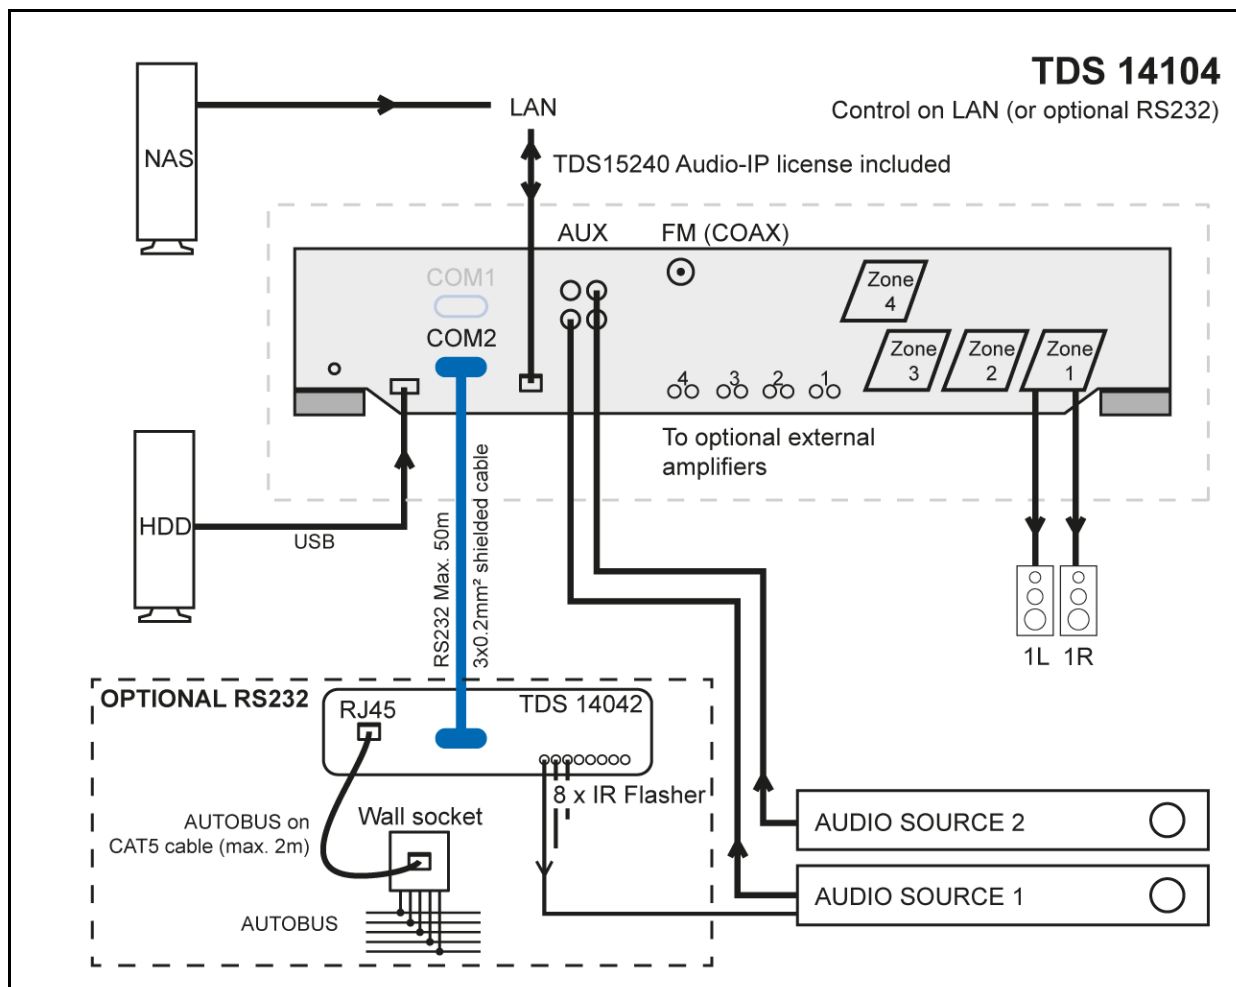 TDS 14104
Control on LAN (or optional RS232)
NAS
LAN
TDS15240 Audio-IP license included
AUX
FM (COAX)
COM1
COM2
Zone
4
Zone
3
Zone
2
Zone
1
4
3
2
1
To optional external
amplifiers
HDD
USB
RS232 Max. 50m
3x0.2mm² shielded cable
1L
1R
OPTIONAL RS232
RJ45
TDS 14042
8 x IR Flasher
Wall socket
AUTOBUS on
CAT5 cable (max. 2m)
AUTOBUS
AUDIO SOURCE 2
AUDIO SOURCE 1